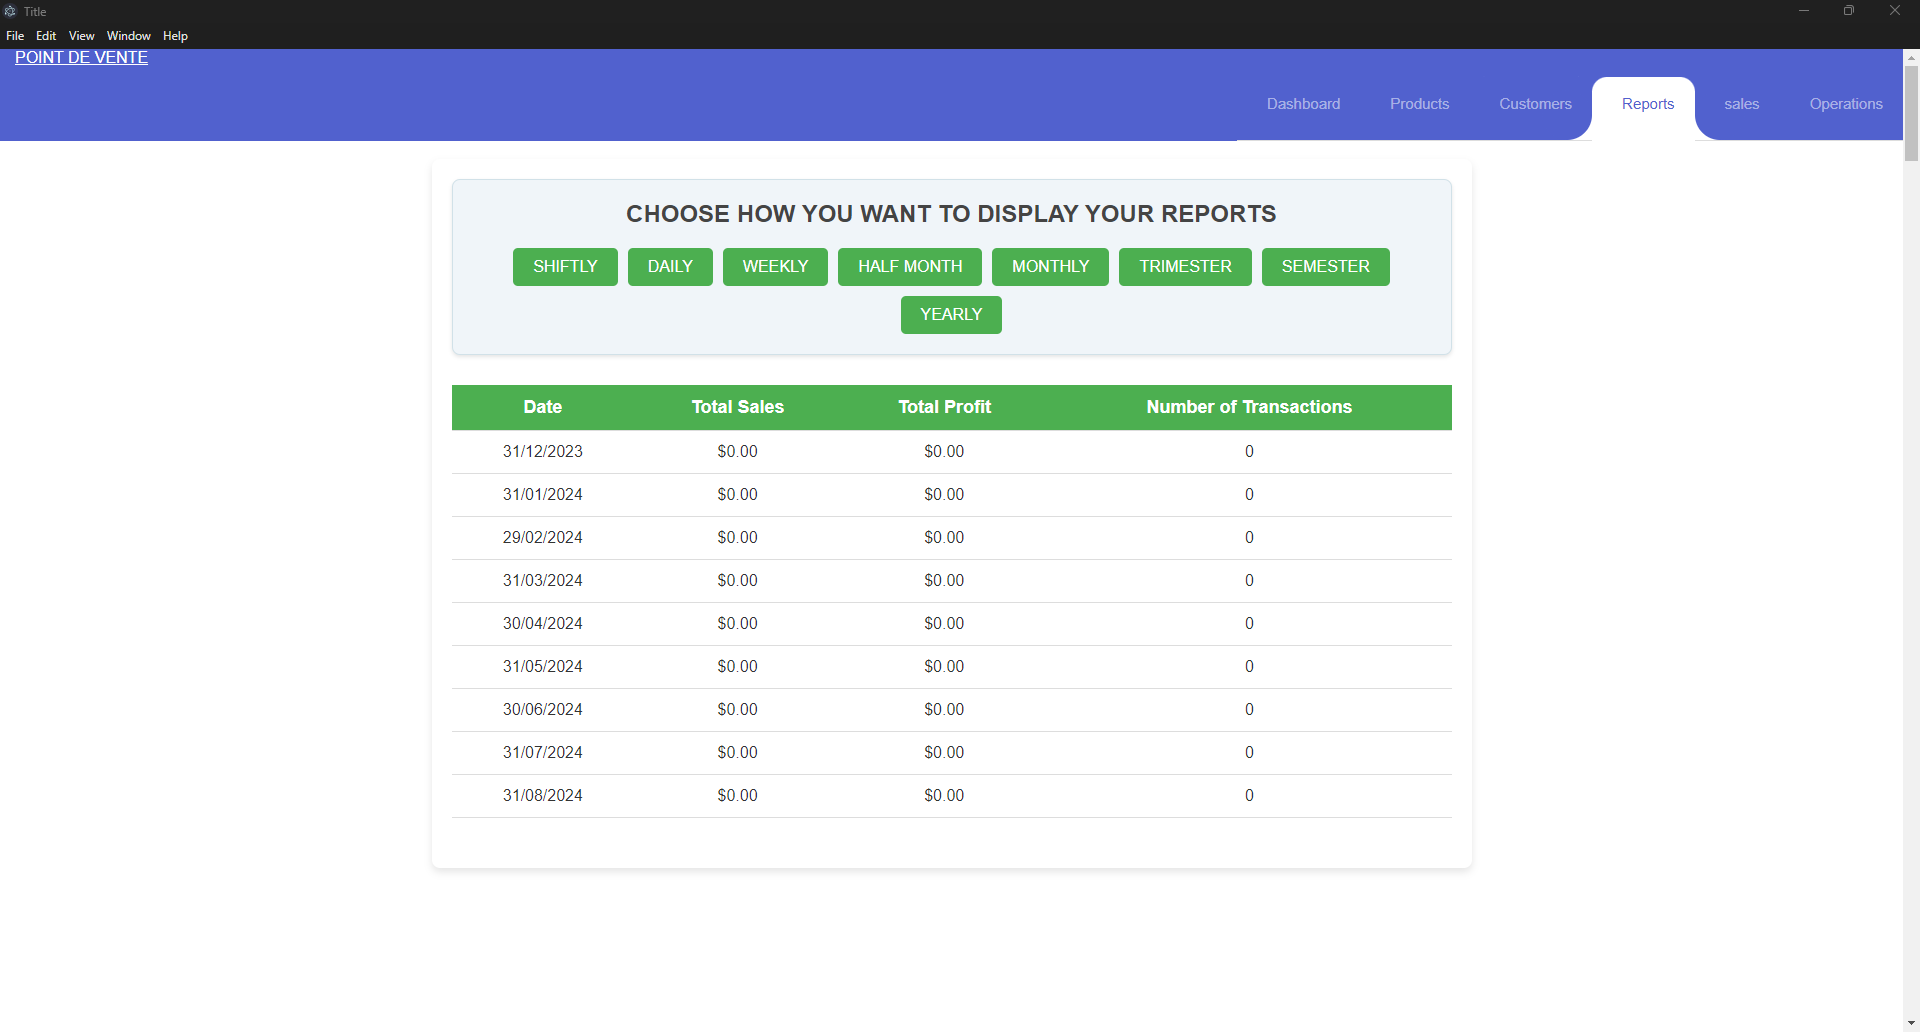 Title
File Edit View Window Help
POINT DE VENTE
Dashboard Products Customers Reports sales Operations
CHOOSE HOW YOU WANT TO DISPLAY YOUR REPORTS
SHIFTLY DAILY WEEKLY HALF MONTH MONTHLY TRIMESTER SEMESTER
YEARLY
Date Total Sales Total Profit Number of Transactions
31/12/2023 $0.00 $0.00 0
31/01/2024 $0.00 $0.00 0
29/02/2024 $0.00 $0.00 0
31/03/2024 $0.00 $0.00 0
30/04/2024 $0.00 $0.00 0
31/05/2024 $0.00 $0.00 0
30/06/2024 $0.00 $0.00 0
31/07/2024 $0.00 $0.00 0
31/08/2024 $0.00 $0.00 0